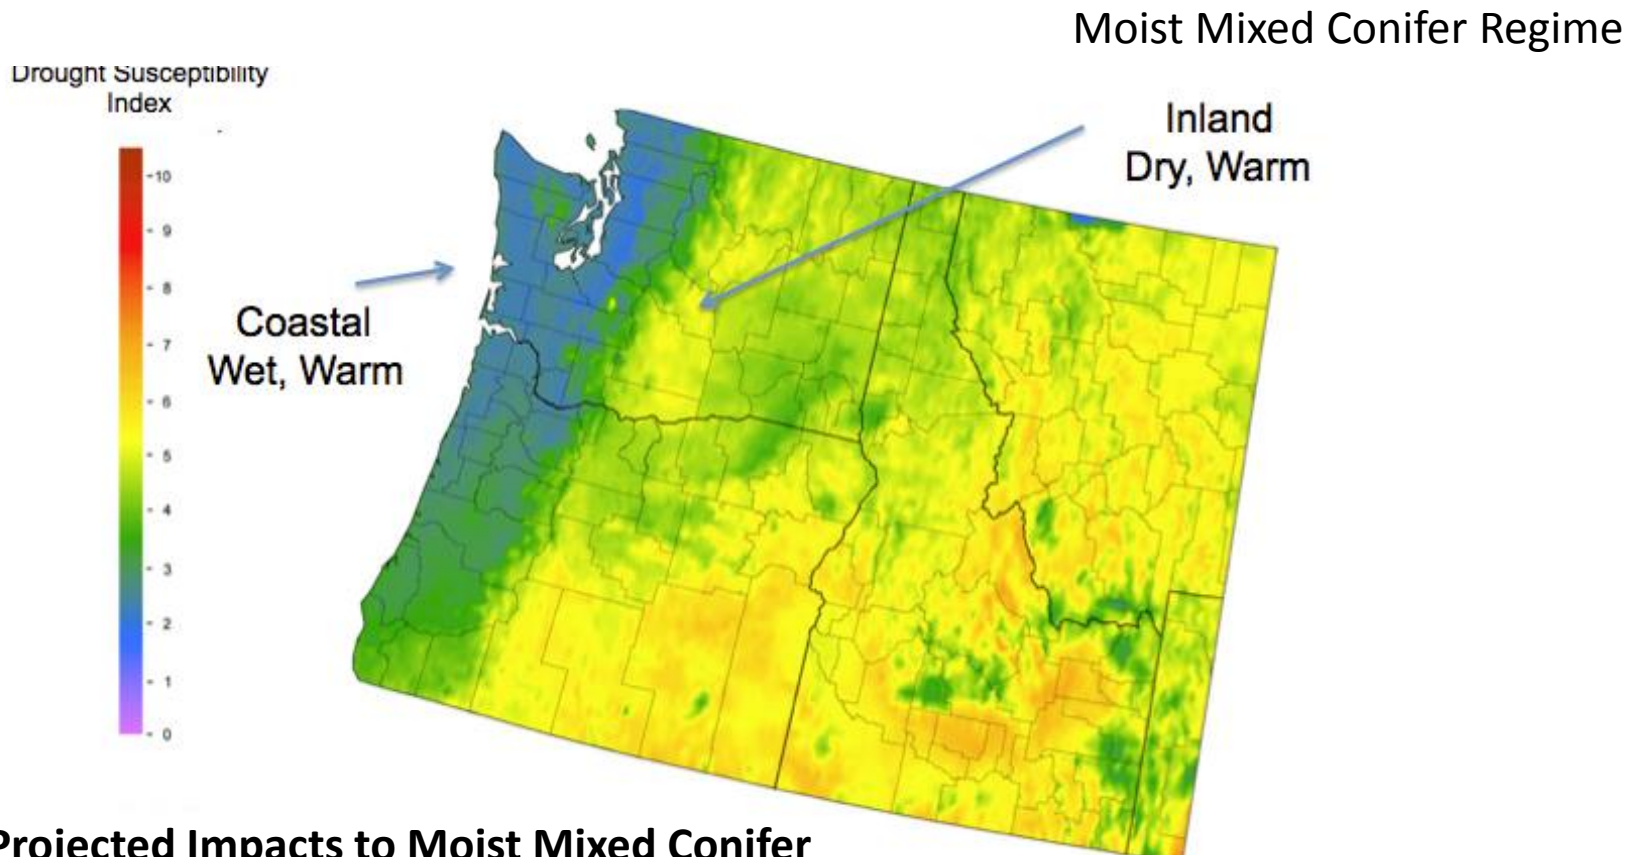 Moist Mixed Conifer Regime
Drought Susceptibility
Index
10
9
8
7
6
5
4
3
2
1
0
Inland
Dry, Warm
Coastal
Wet, Warm
Projected Impacts to Moist Mixed Conifer